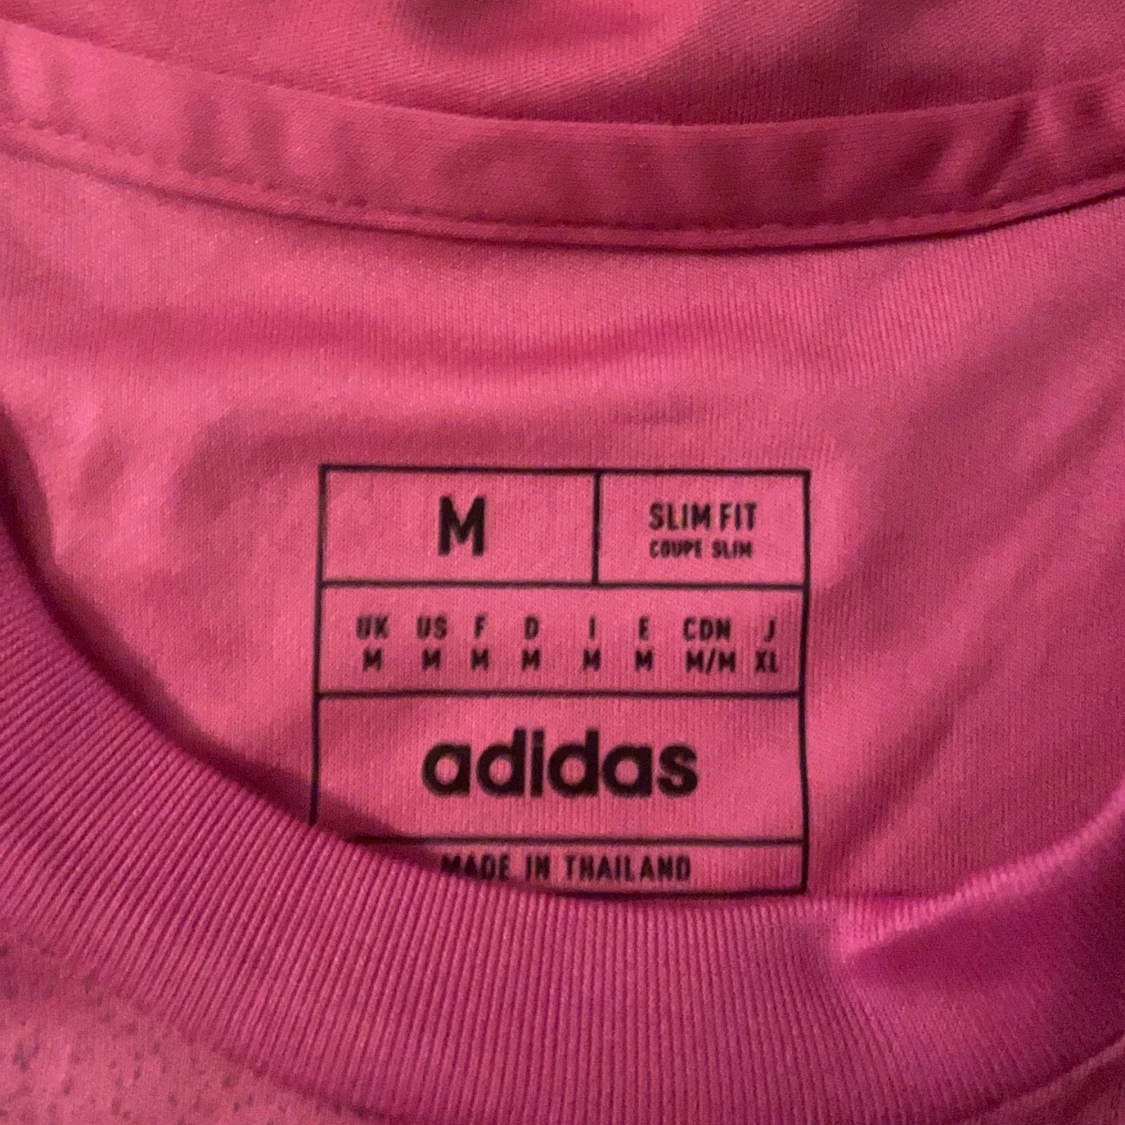 M
SLIM FIT
COUPE SLIM
UK US F D I E CDN J
M M M M M M M/M XL
adidas
MADE IN THAILAND